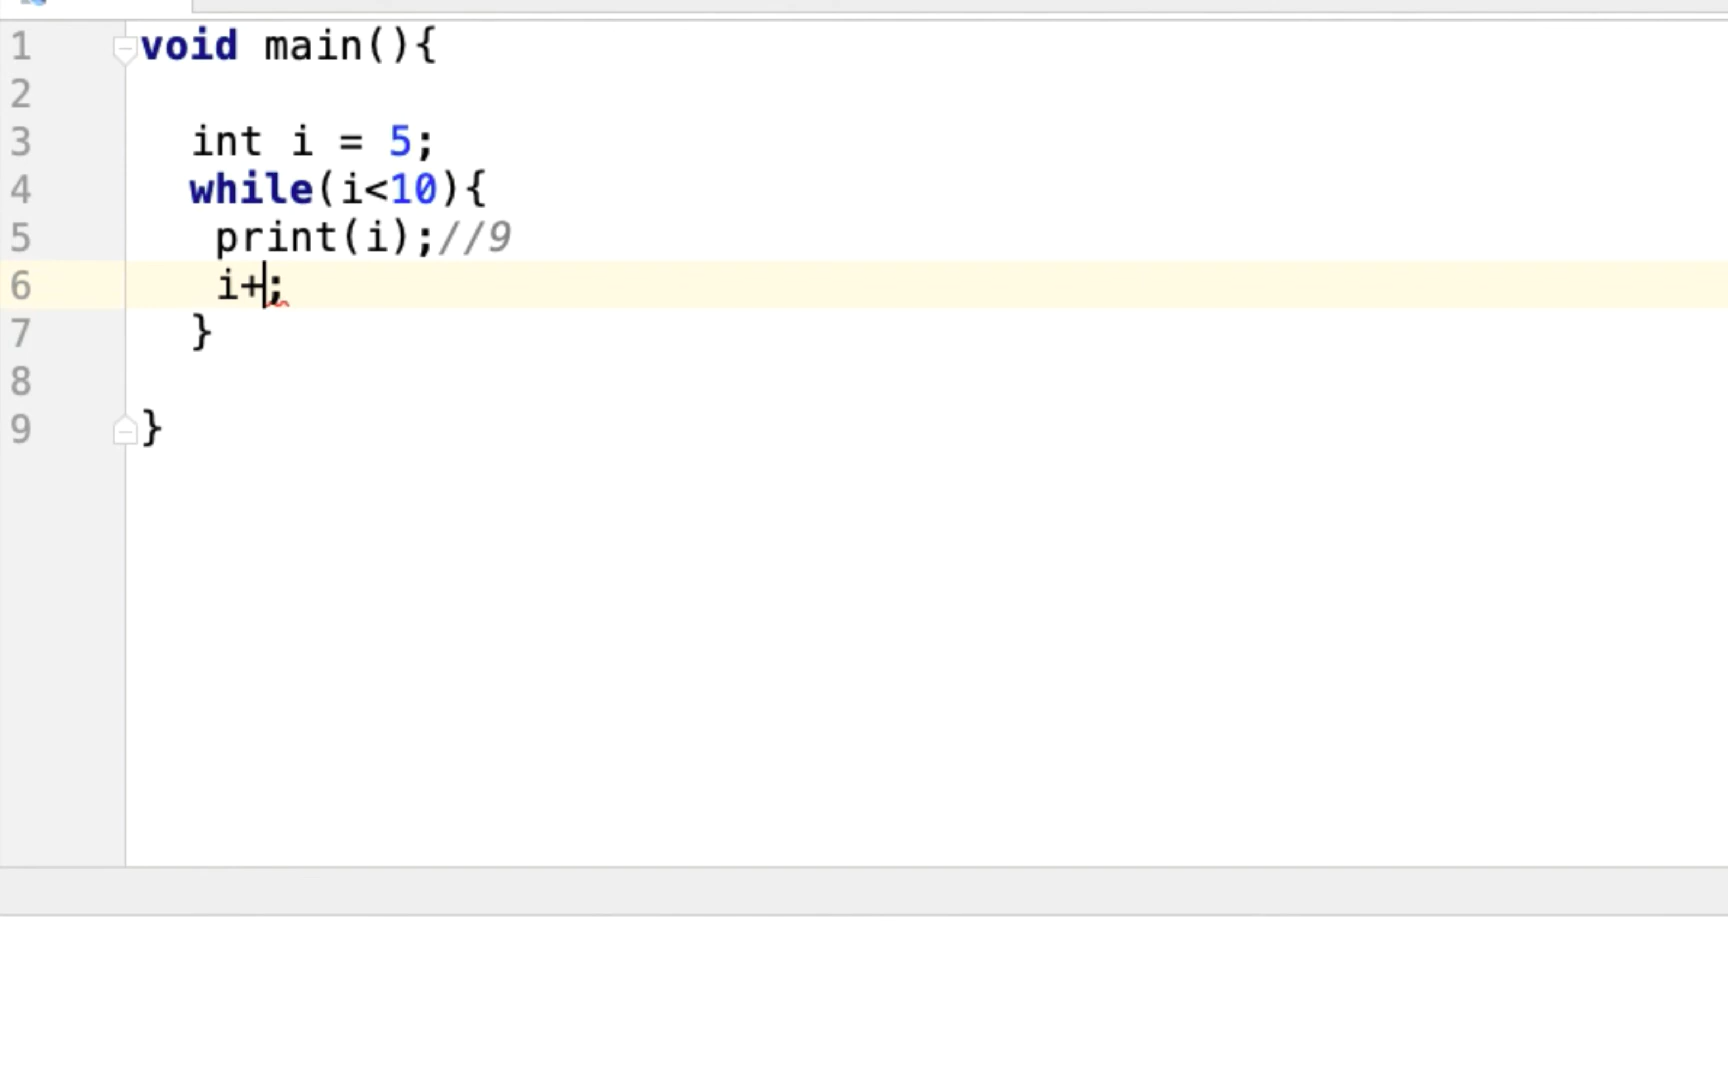 1 void main(){
2
3 int i = 5;
4 while(i<10){
5 print(i);//9
6 i+;
7 }
8
9 }